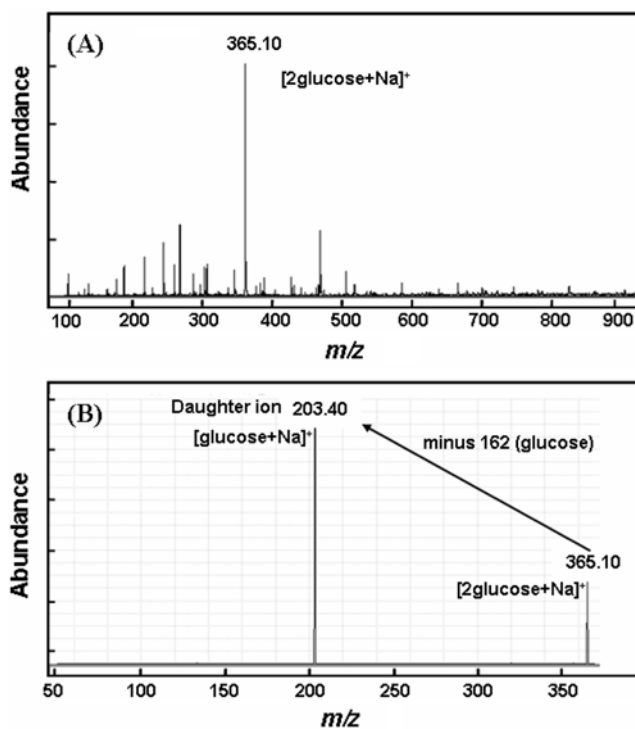 (A)
365.10
[2glucose+Na]⁺
Abundance
100 200 300 400 500 600 700 800 900
m/z
(B)
Daughter ion 203.40
[glucose+Na]⁺
minus 162 (glucose)
365.10
[2glucose+Na]⁺
Abundance
50 100 150 200 250 300 350
m/z